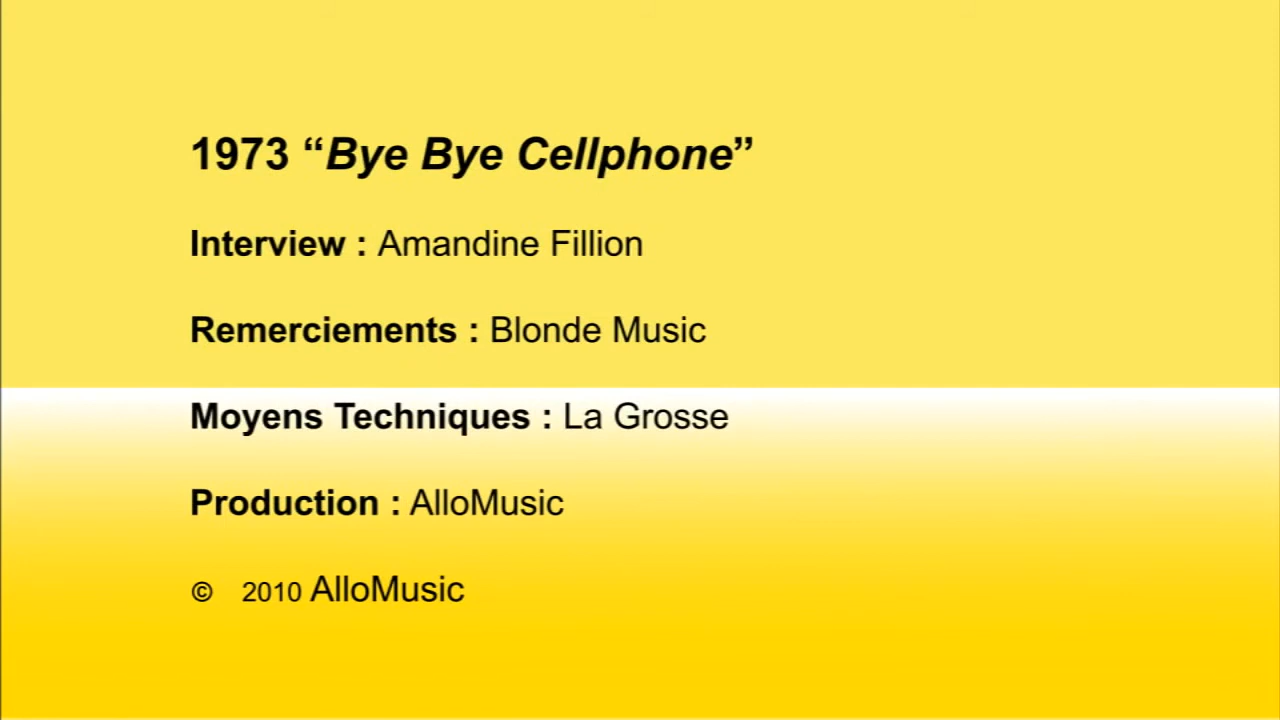 1973 “Bye Bye Cellphone”
Interview : Amandine Fillion
Remerciements : Blonde Music
Moyens Techniques : La Grosse
Production : AlloMusic
© 2010 AlloMusic